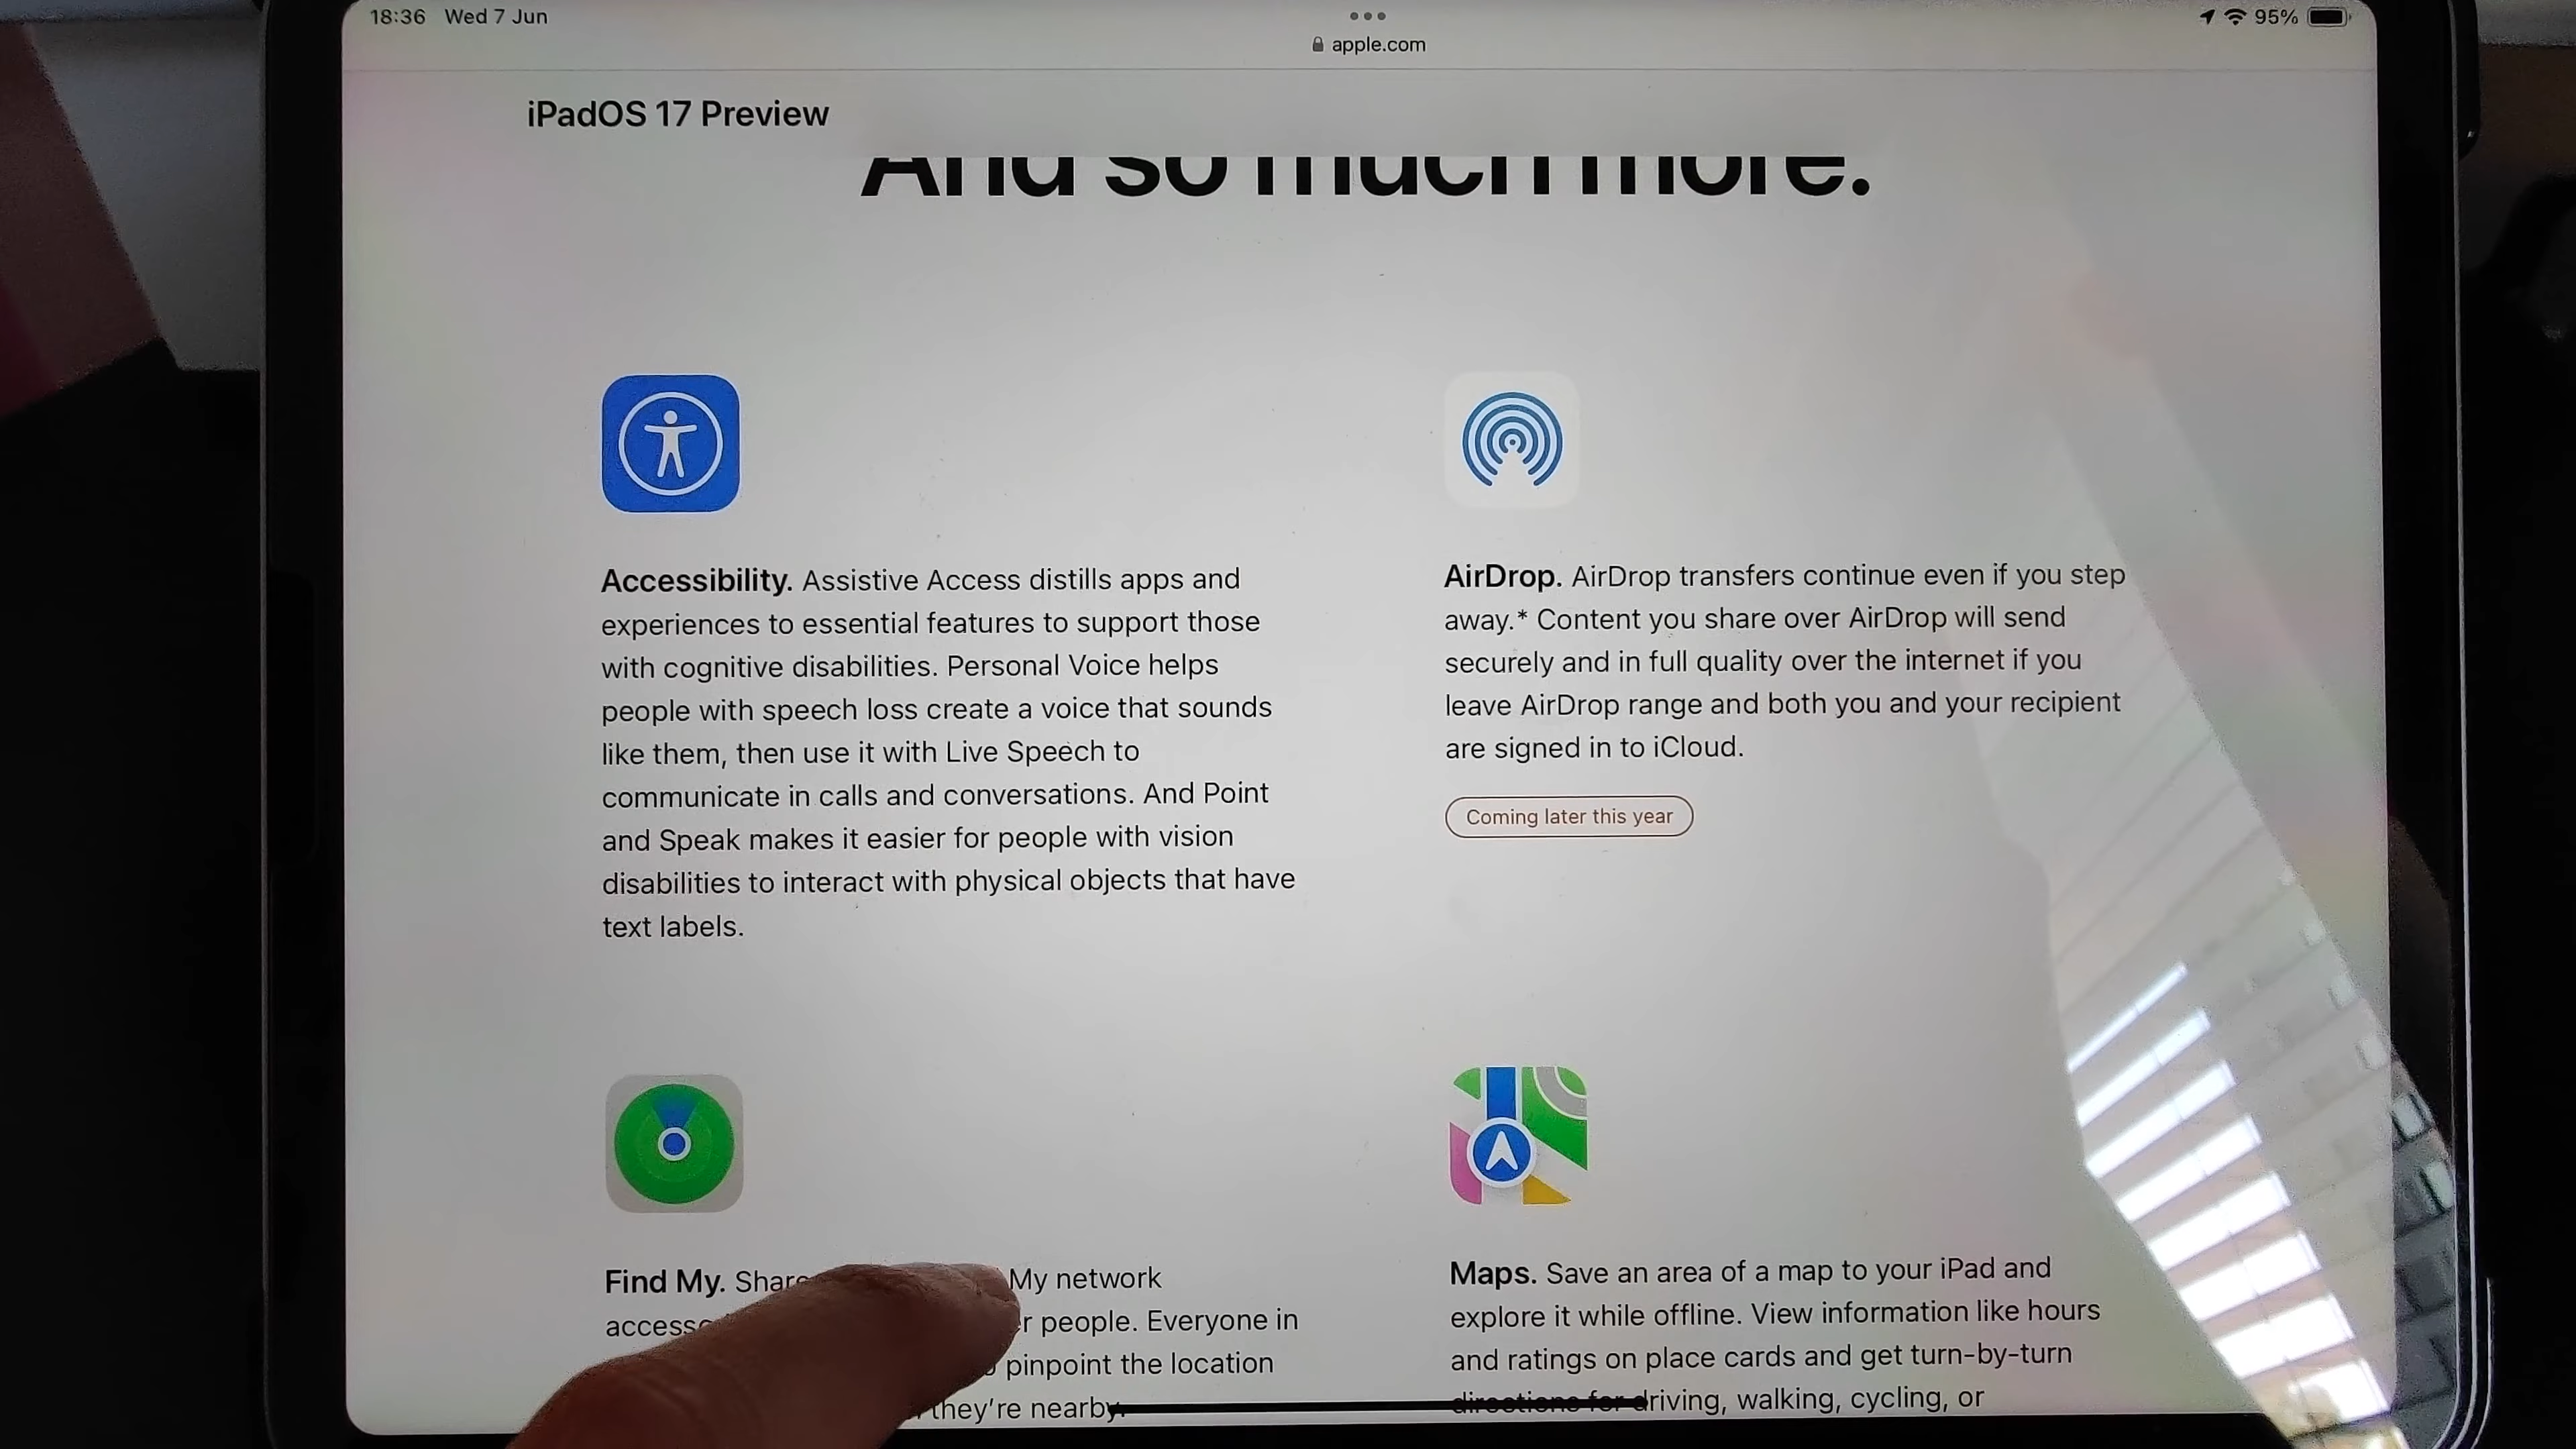 18:36 Wed 7 Jun
95%
apple.com
iPadOS 17 Preview
And so much more.
Accessibility. Assistive Access distills apps and
experiences to essential features to support those
with cognitive disabilities. Personal Voice helps
people with speech loss create a voice that sounds
like them, then use it with Live Speech to
communicate in calls and conversations. And Point
and Speak makes it easier for people with vision
disabilities to interact with physical objects that have
text labels.
AirDrop. AirDrop transfers continue even if you step
away.* Content you share over AirDrop will send
securely and in full quality over the internet if you
leave AirDrop range and both you and your recipient
are signed in to iCloud.
Coming later this year
Find My. Share My network
people. Everyone in
pinpoint the location
they're nearby.
Maps. Save an area of a map to your iPad and
explore it while offline. View information like hours
and ratings on place cards and get turn-by-turn
directions for driving, walking, cycling, or